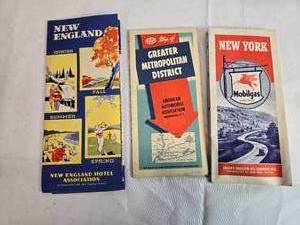 NEW
ENGLAND
WINTER
FALL
SUMMER
SPRING
NEW ENGLAND HOTEL
ASSOCIATION
AAA Map of
GREATER
METROPOLITAN
DISTRICT
AMERICAN
AUTOMOBILE
ASSOCIATION
NEW YORK
Mobilgas